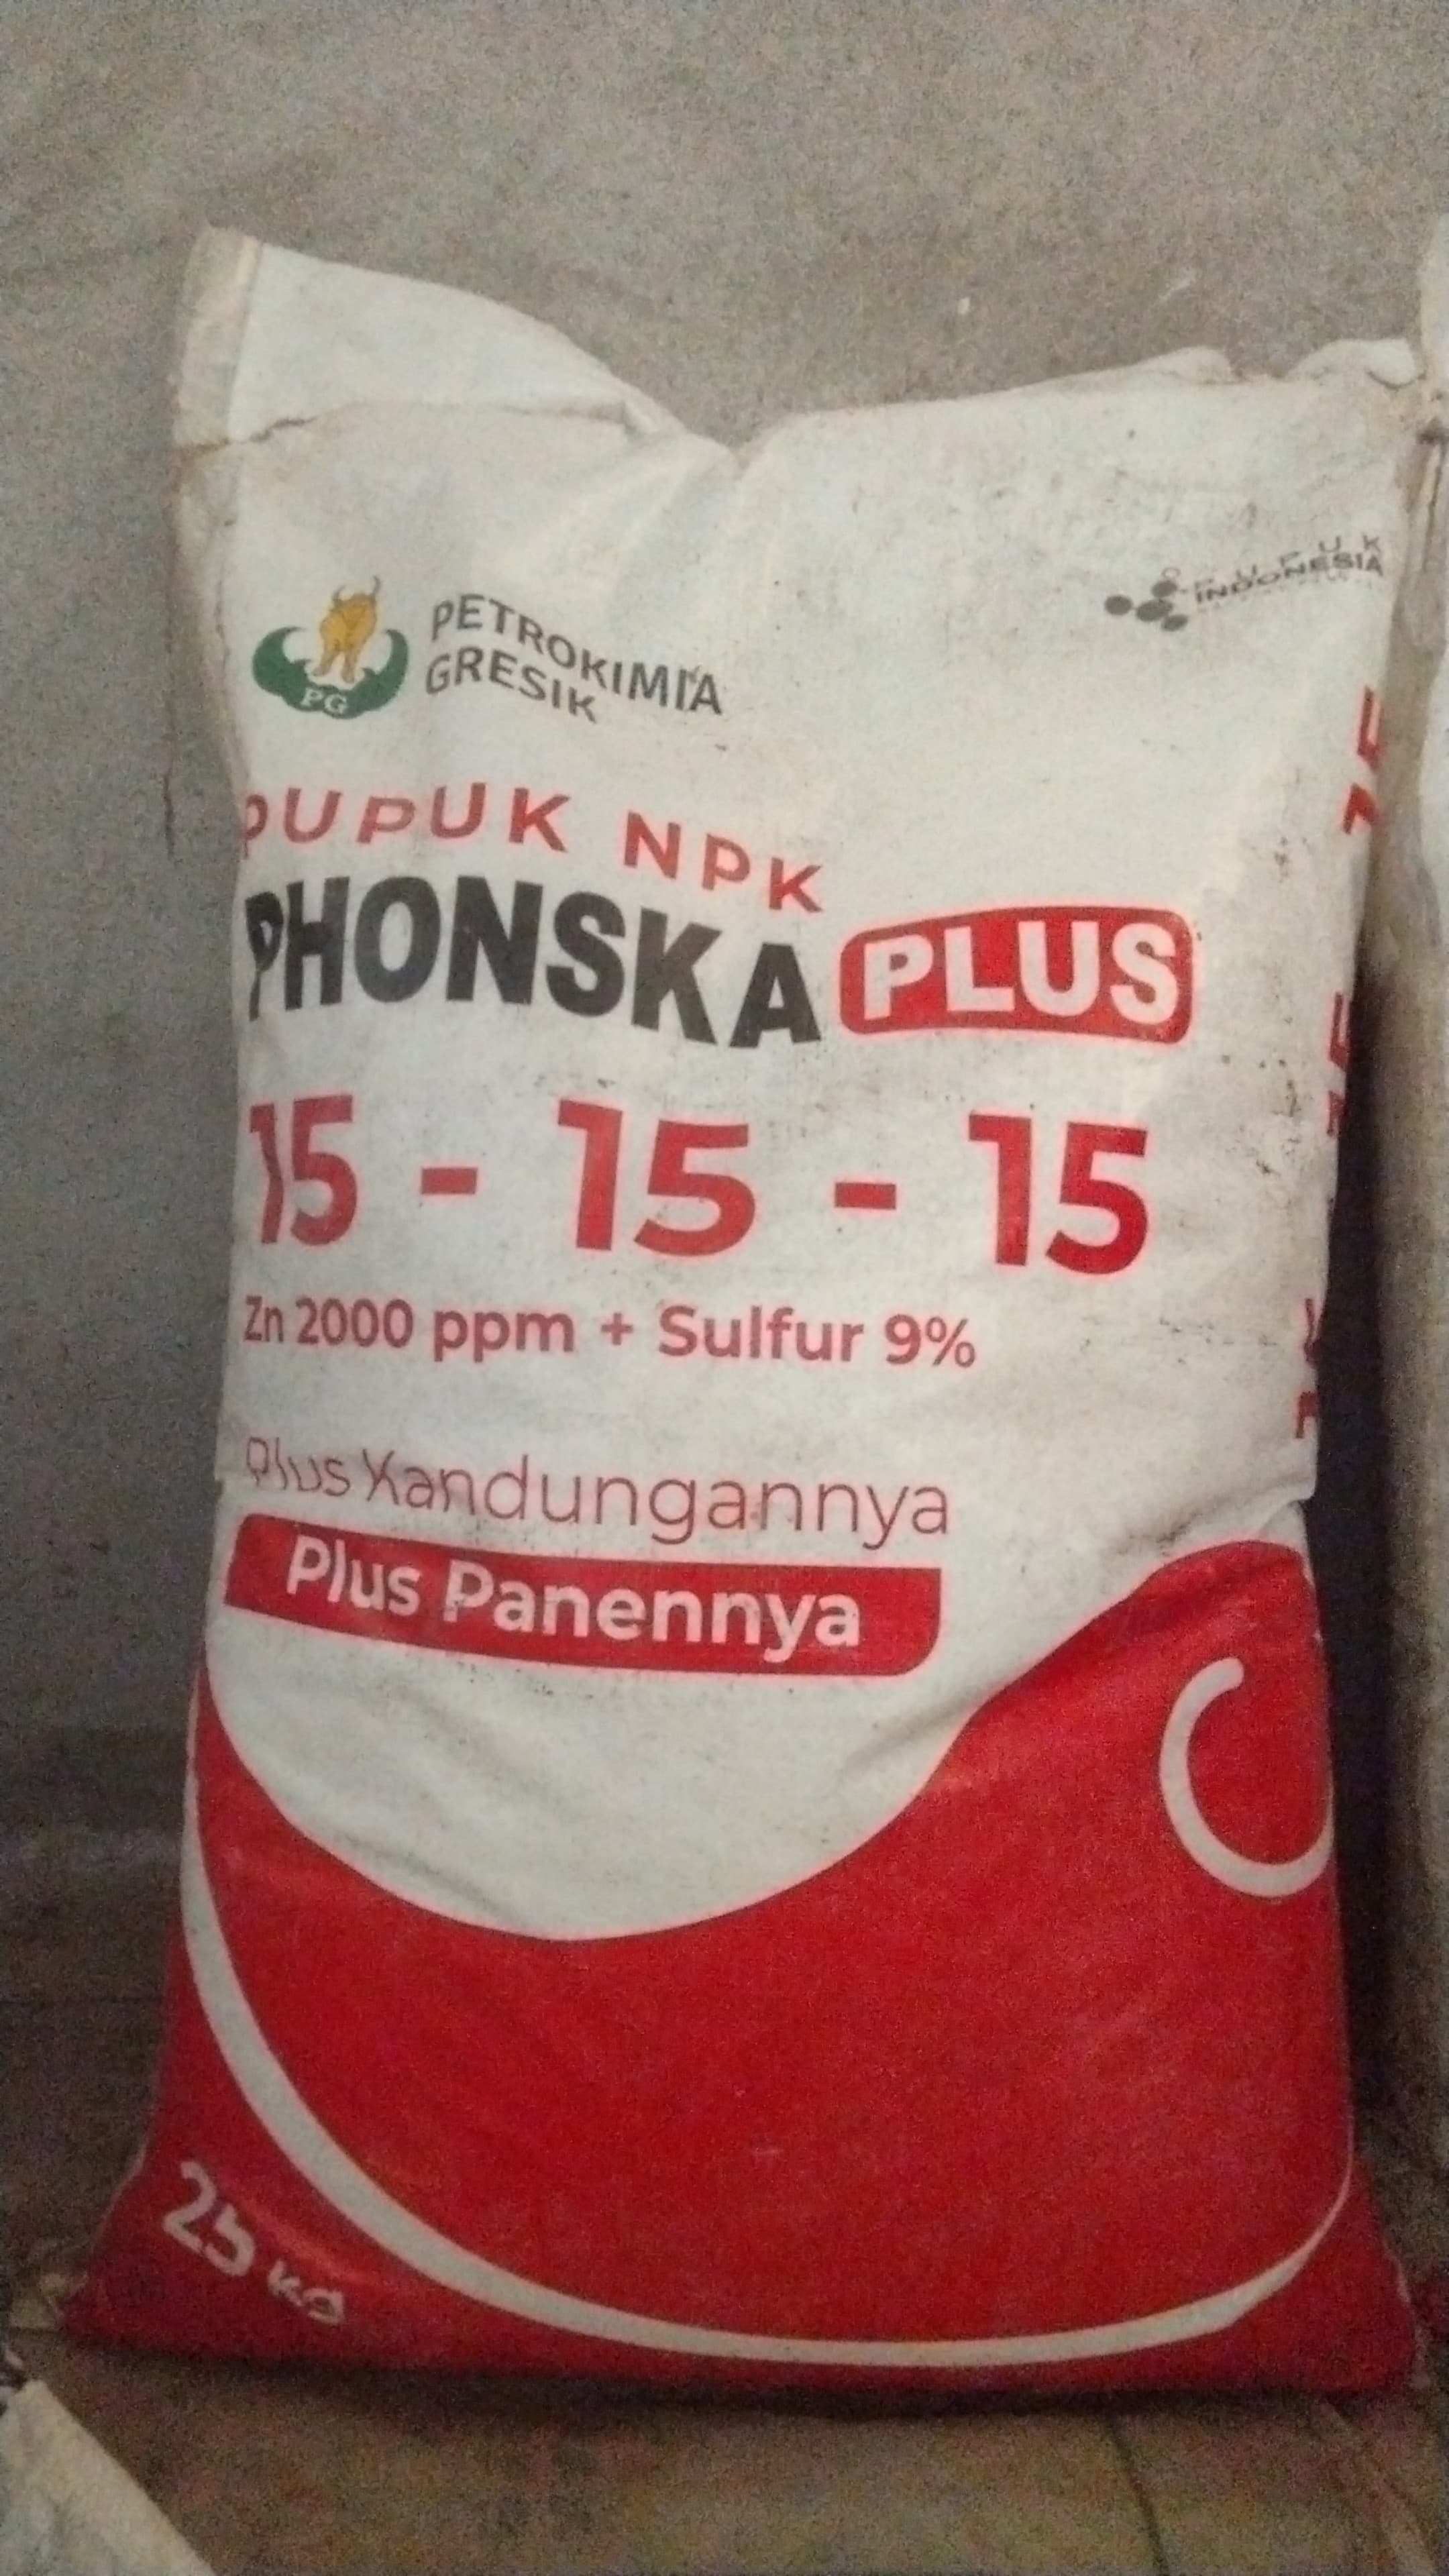 PG
PETROKIMIA
GRESIK
PUPUK
INDONESIA
PUPUK NPK
PHONSKA PLUS
15 - 15 - 15
Zn 2000 ppm + Sulfur 9%
Plus Kandungannya
Plus Panennya
25 KG